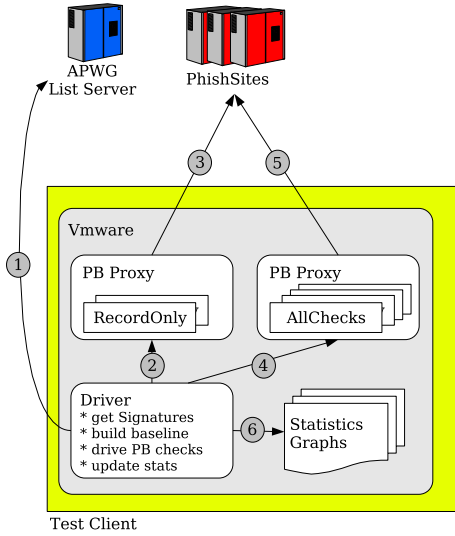 APWG
List Server
PhishSites
3
5
1
Vmware
PB Proxy
RecordOnly
PB Proxy
AllChecks
2
4
Driver
* get Signatures
* build baseline
* drive PB checks
* update stats
6
Statistics
Graphs
Test Client